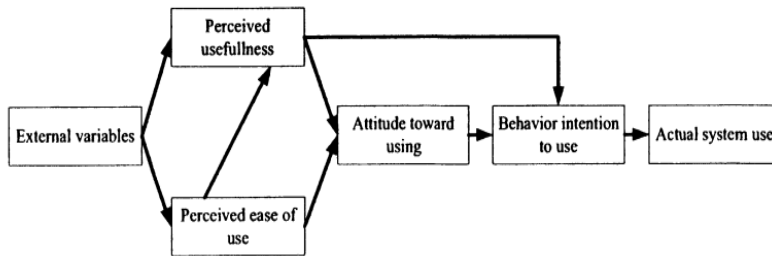 Perceived
usefullness
External variables
Attitude toward
using
Behavior intention
to use
Actual system use
Perceived ease of
use